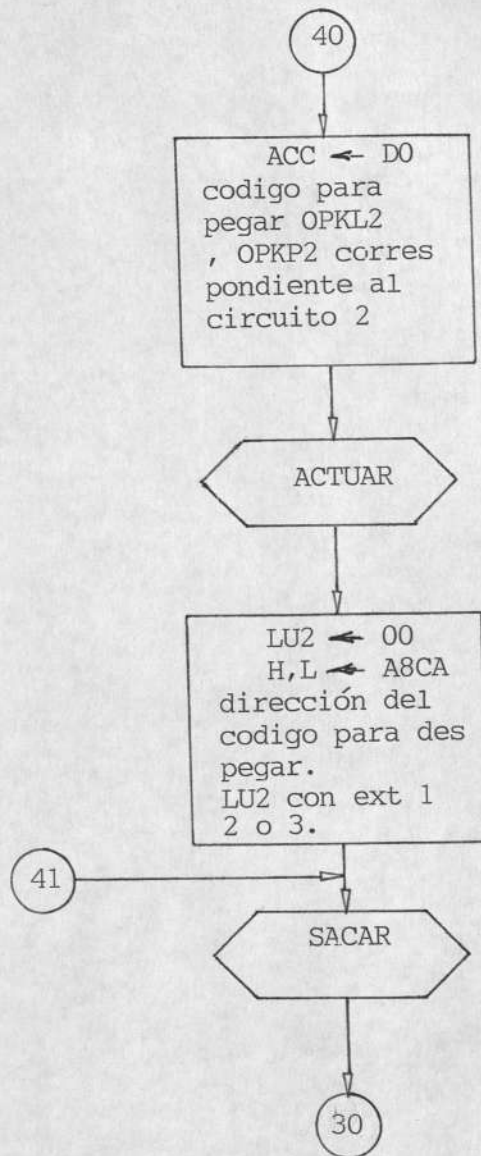 40
ACC ← D0
codigo para
pegar OPKL2
, OPKP2 corres
pondiente al
circuito 2
ACTUAR
LU2 ← 00
H,L ← A8CA
dirección del
codigo para des
pegar.
LU2 con ext 1
2 o 3.
41
SACAR
30